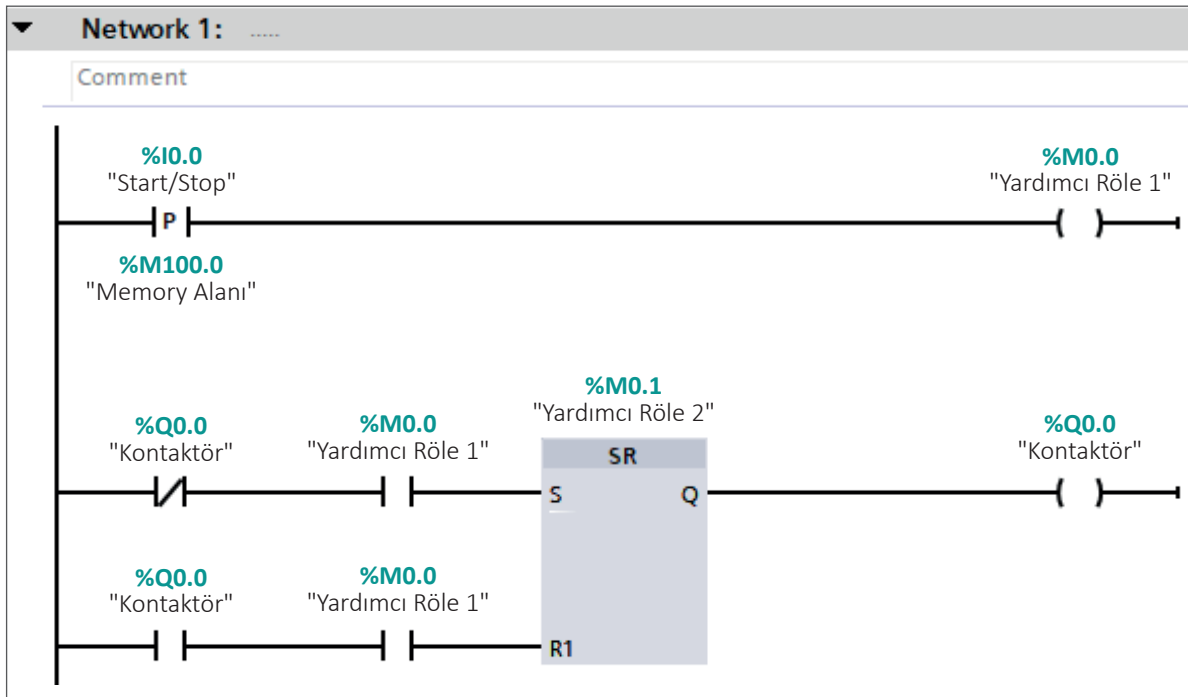 Network 1: .....
Comment
%I0.0
"Start/Stop"
P
%M100.0
"Memory Alanı"
%M0.0
"Yardımcı Röle 1"
%Q0.0
"Kontaktör"
%M0.0
"Yardımcı Röle 1"
%M0.1
"Yardımcı Röle 2"
SR
S Q
R1
%Q0.0
"Kontaktör"
%Q0.0
"Kontaktör"
%M0.0
"Yardımcı Röle 1"